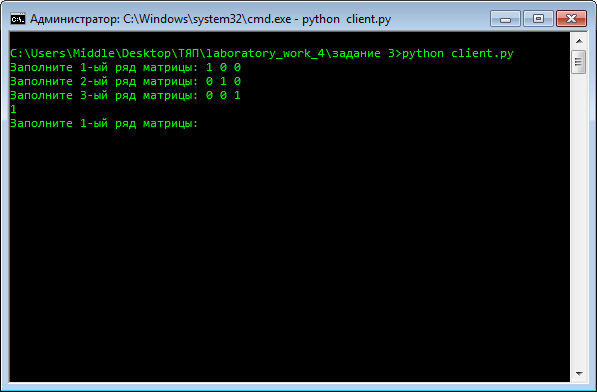 Администратор: C:\Windows\system32\cmd.exe - python client.py
C:\Users\Middle\Desktop\ТЯП\laboratory_work_4\задание 3>python client.py
Заполните 1-ый ряд матрицы: 1 0 0
Заполните 2-ый ряд матрицы: 0 1 0
Заполните 3-ый ряд матрицы: 0 0 1
1
Заполните 1-ый ряд матрицы: